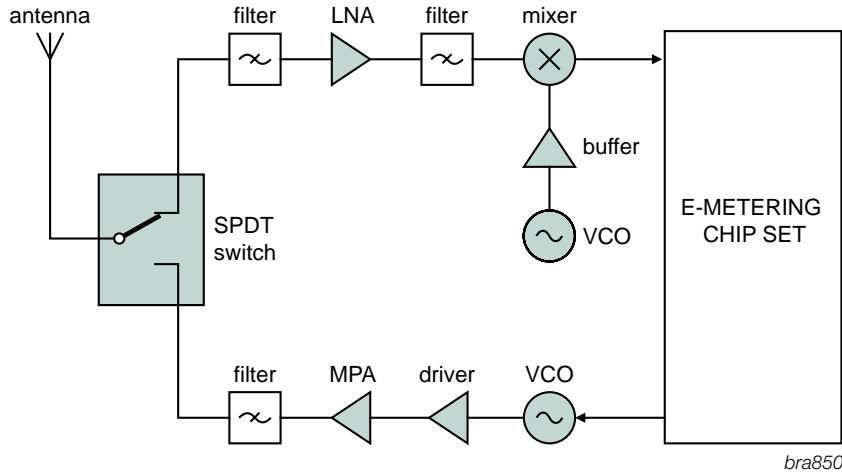 antenna
filter
LNA
filter
mixer
buffer
SPDT
switch
VCO
E-METERING
CHIP SET
filter
MPA
driver
VCO
bra850